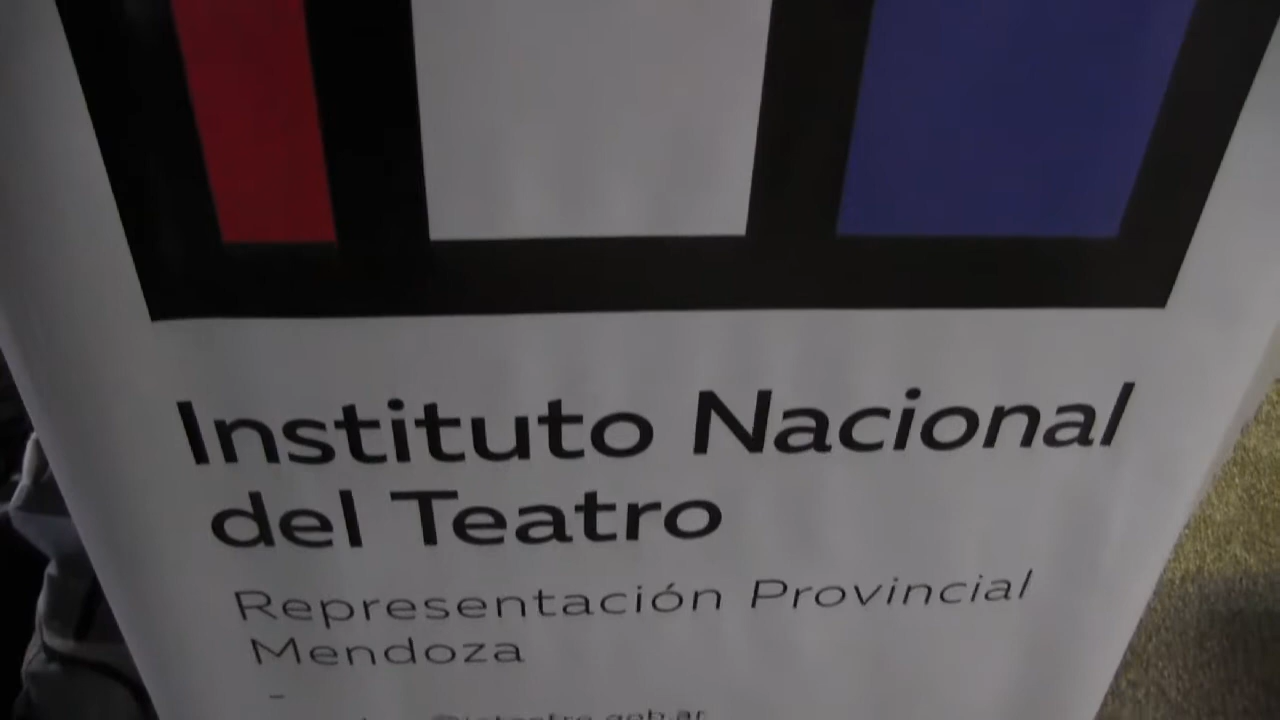 Instituto Nacional
del Teatro
Representación Provincial
Mendoza
–